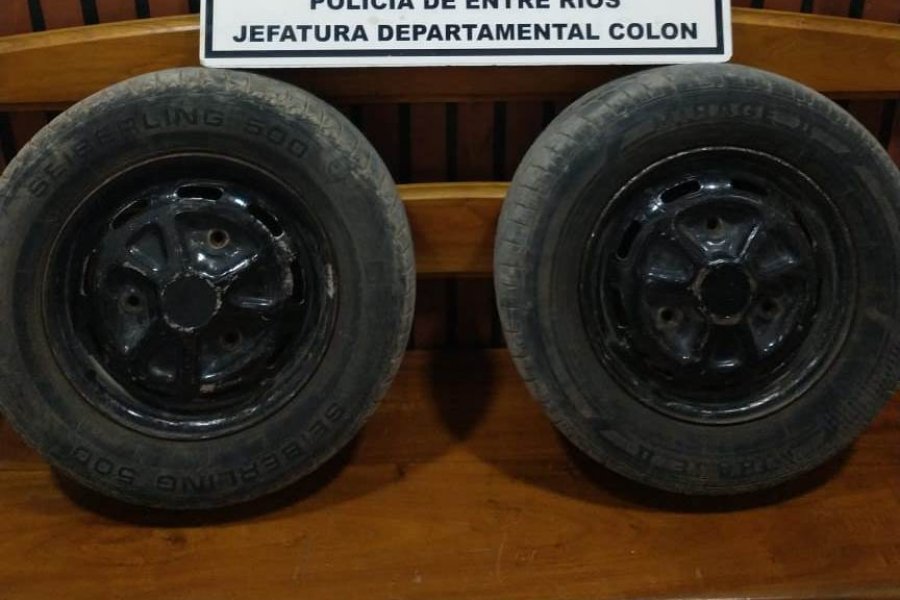 POLICIA DE ENTRE RIOS
JEFATURA DEPARTAMENTAL COLON
SEIBERLING 500
SEIBERLING 500